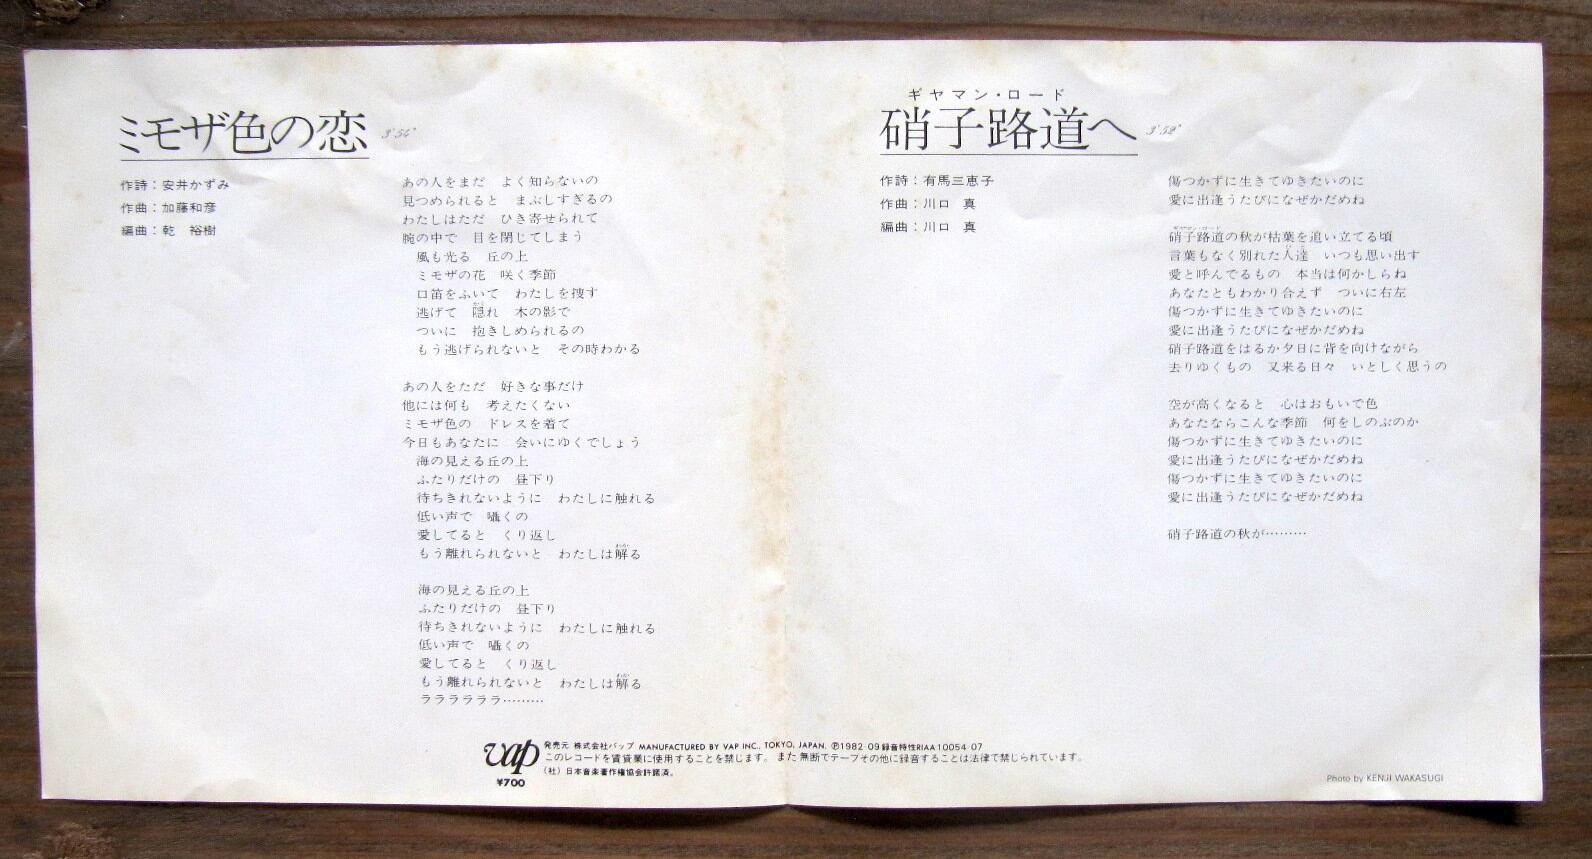 ミモザ色の恋 3'54"
作詩：安井かずみ
作曲：加藤和彦
編曲：乾　裕樹
あの人をまだ　よく知らないの
見つめられると　まぶしすぎるの
わたしはただ　ひき寄せられて
腕の中で　目を閉じてしまう
風も光る　丘の上
ミモザの花　咲く季節
口笛をふいて　わたしを捜す
逃げて　隠れ　木の影で
ついに　抱きしめられるの
もう逃げられないと　その時わかる
あの人をただ　好きな事だけ
他には何も　考えたくない
ミモザ色の　ドレスを着て
今日もあなたに　会いにゆくでしょう
海の見える丘の上
ふたりだけの　昼下り
待ちきれないように　わたしに触れる
低い声で　囁くの
愛してると　くり返し
もう離れられないと　わたしは解る
海の見える丘の上
ふたりだけの　昼下り
待ちきれないように　わたしに触れる
低い声で　囁くの
愛してると　くり返し
もう離れられないと　わたしは解る
ララララララ………
ギヤマン・ロード
硝子路道へ 3'52"
作詩：有馬三恵子
作曲：川口　真
編曲：川口　真
傷つかずに生きてゆきたいのに
愛に出逢うたびになぜかだめね
ギヤマン・ロード
硝子路道の秋が枯葉を追い立てる頃
言葉もなく別れた人達　いつも思い出す
愛と呼んでるもの　本当は何かしらね
あなたともわかり合えず　ついに右左
傷つかずに生きてゆきたいのに
愛に出逢うたびになぜかだめね
硝子路道をはるか夕日に背を向けながら
去りゆくもの　又来る日々　いとしく思うの
空が高くなると　心はおもいで色
あなたならこんな季節　何をしのぶのか
傷つかずに生きてゆきたいのに
愛に出逢うたびになぜかだめね
傷つかずに生きてゆきたいのに
愛に出逢うたびになぜかだめね
硝子路道の秋が………
vap
¥700
発売元 株式会社バップ MANUFACTURED BY VAP INC., TOKYO, JAPAN. Ⓟ1982·09 録音特性RIAA 10054-07
このレコードを賃貸業に使用することを禁じます。また無断でテープその他に録音することは法律で禁じられています。
（社）日本音楽著作権協会許諾済。
Photo by KENJI WAKASUGI